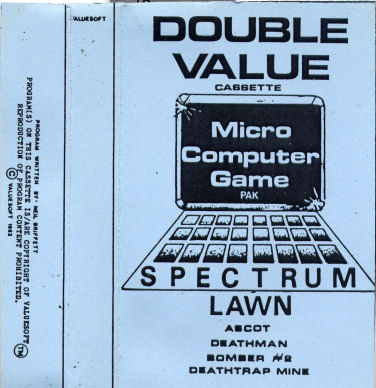 PROGRAM WRITTEN BY: NEIL BREFFETT
PROGRAM(S) ON THIS CASSETTE IS/ARE COPYRIGHT OF VALUESOFT
REPRODUCTION OF PROGRAM CONTENT PROHIBITED.
© VALUESOFT 1983
TM
VALUESOFT
DOUBLE
VALUE
CASSETTE
Micro
Computer
Game
PAK
SPECTRUM
LAWN
ASCOT
DEATHMAN
BOMBER #2
DEATHTRAP MINE